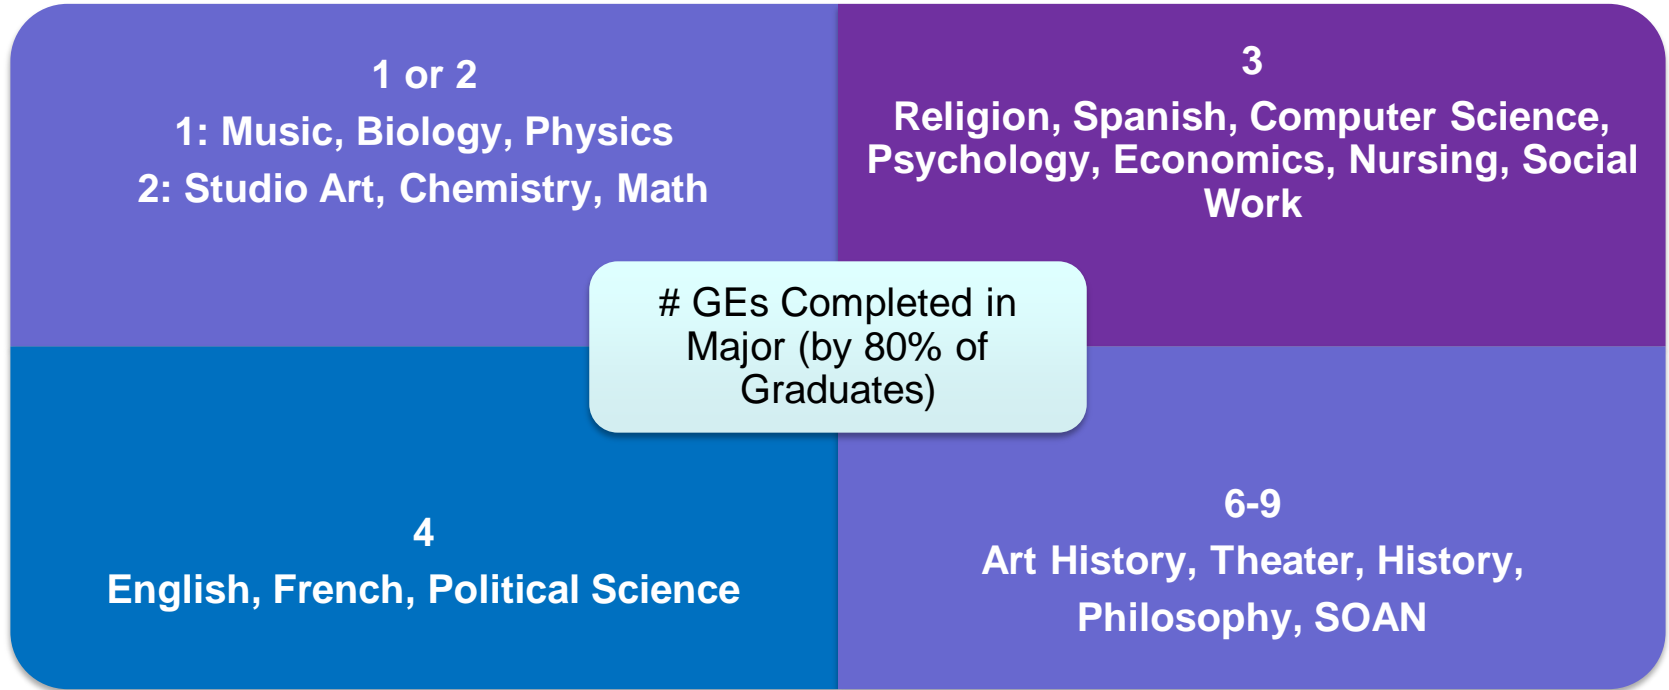 1 or 2
1: Music, Biology, Physics
2: Studio Art, Chemistry, Math
3
Religion, Spanish, Computer Science,
Psychology, Economics, Nursing, Social
Work
# GEs Completed in
Major (by 80% of
Graduates)
4
English, French, Political Science
6-9
Art History, Theater, History,
Philosophy, SOAN